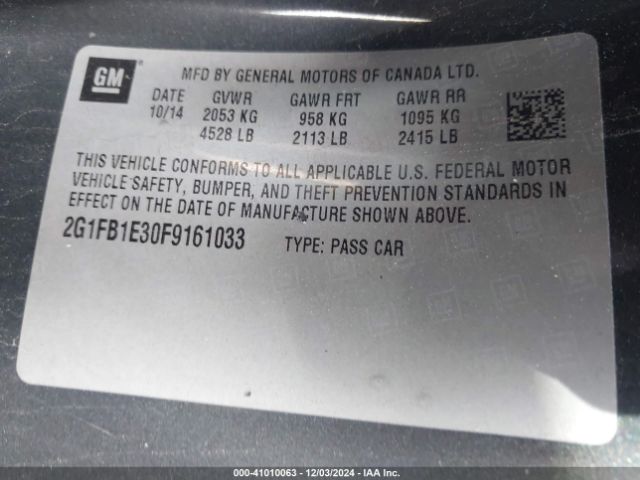 GM
MFD BY GENERAL MOTORS OF CANADA LTD.
DATE GVWR GAWR FRT GAWR RR
10/14 2053 KG 958 KG 1095 KG
4528 LB 2113 LB 2415 LB
THIS VEHICLE CONFORMS TO ALL APPLICABLE U.S. FEDERAL MOTOR
VEHICLE SAFETY, BUMPER, AND THEFT PREVENTION STANDARDS IN
EFFECT ON THE DATE OF MANUFACTURE SHOWN ABOVE.
2G1FB1E30F9161033 TYPE: PASS CAR
000-41010063 - 12/03/2024 - IAA Inc.